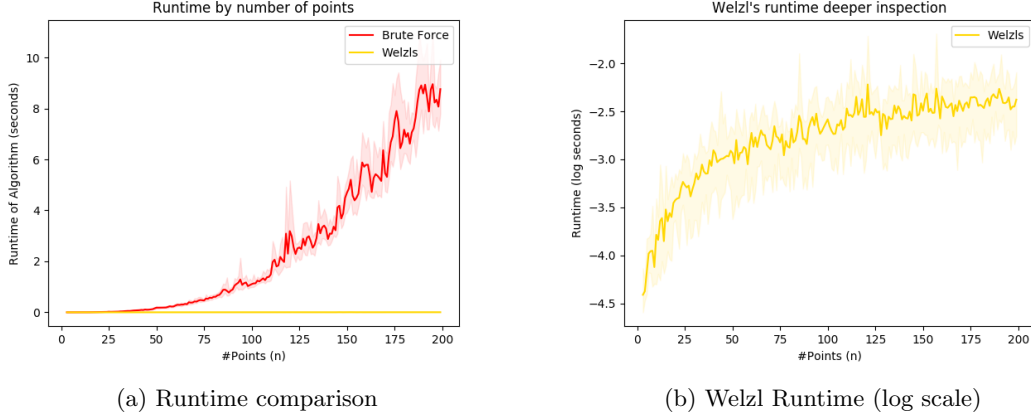 Runtime by number of points
Runtime of Algorithm (seconds)
10
8
6
4
2
0
Brute Force
Welzls
0 25 50 75 100 125 150 175 200
#Points (n)
(a) Runtime comparison
Welzl's runtime deeper inspection
Runtime (log seconds)
−2.0
−2.5
−3.0
−3.5
−4.0
−4.5
Welzls
0 25 50 75 100 125 150 175 200
#Points (n)
(b) Welzl Runtime (log scale)